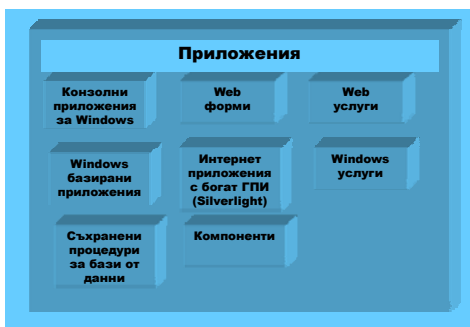 Приложения
Конзолни
приложения
за Windows
Web
форми
Web
услуги
Windows
базирани
приложения
Интернет
приложения
с богат ГПИ
(Silverlight)
Windows
услуги
Съхранени
процедури
за бази от
данни
Компоненти